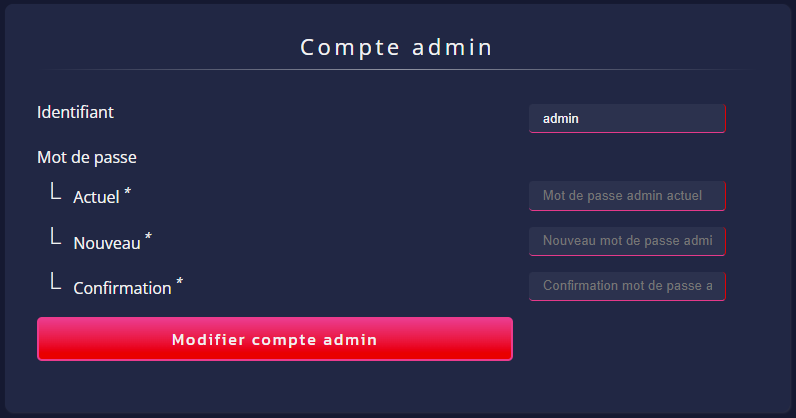 Compte admin
Identifiant
admin
Mot de passe
Actuel *
Mot de passe admin actuel
Nouveau *
Nouveau mot de passe admi
Confirmation *
Confirmation mot de passe a
Modifier compte admin